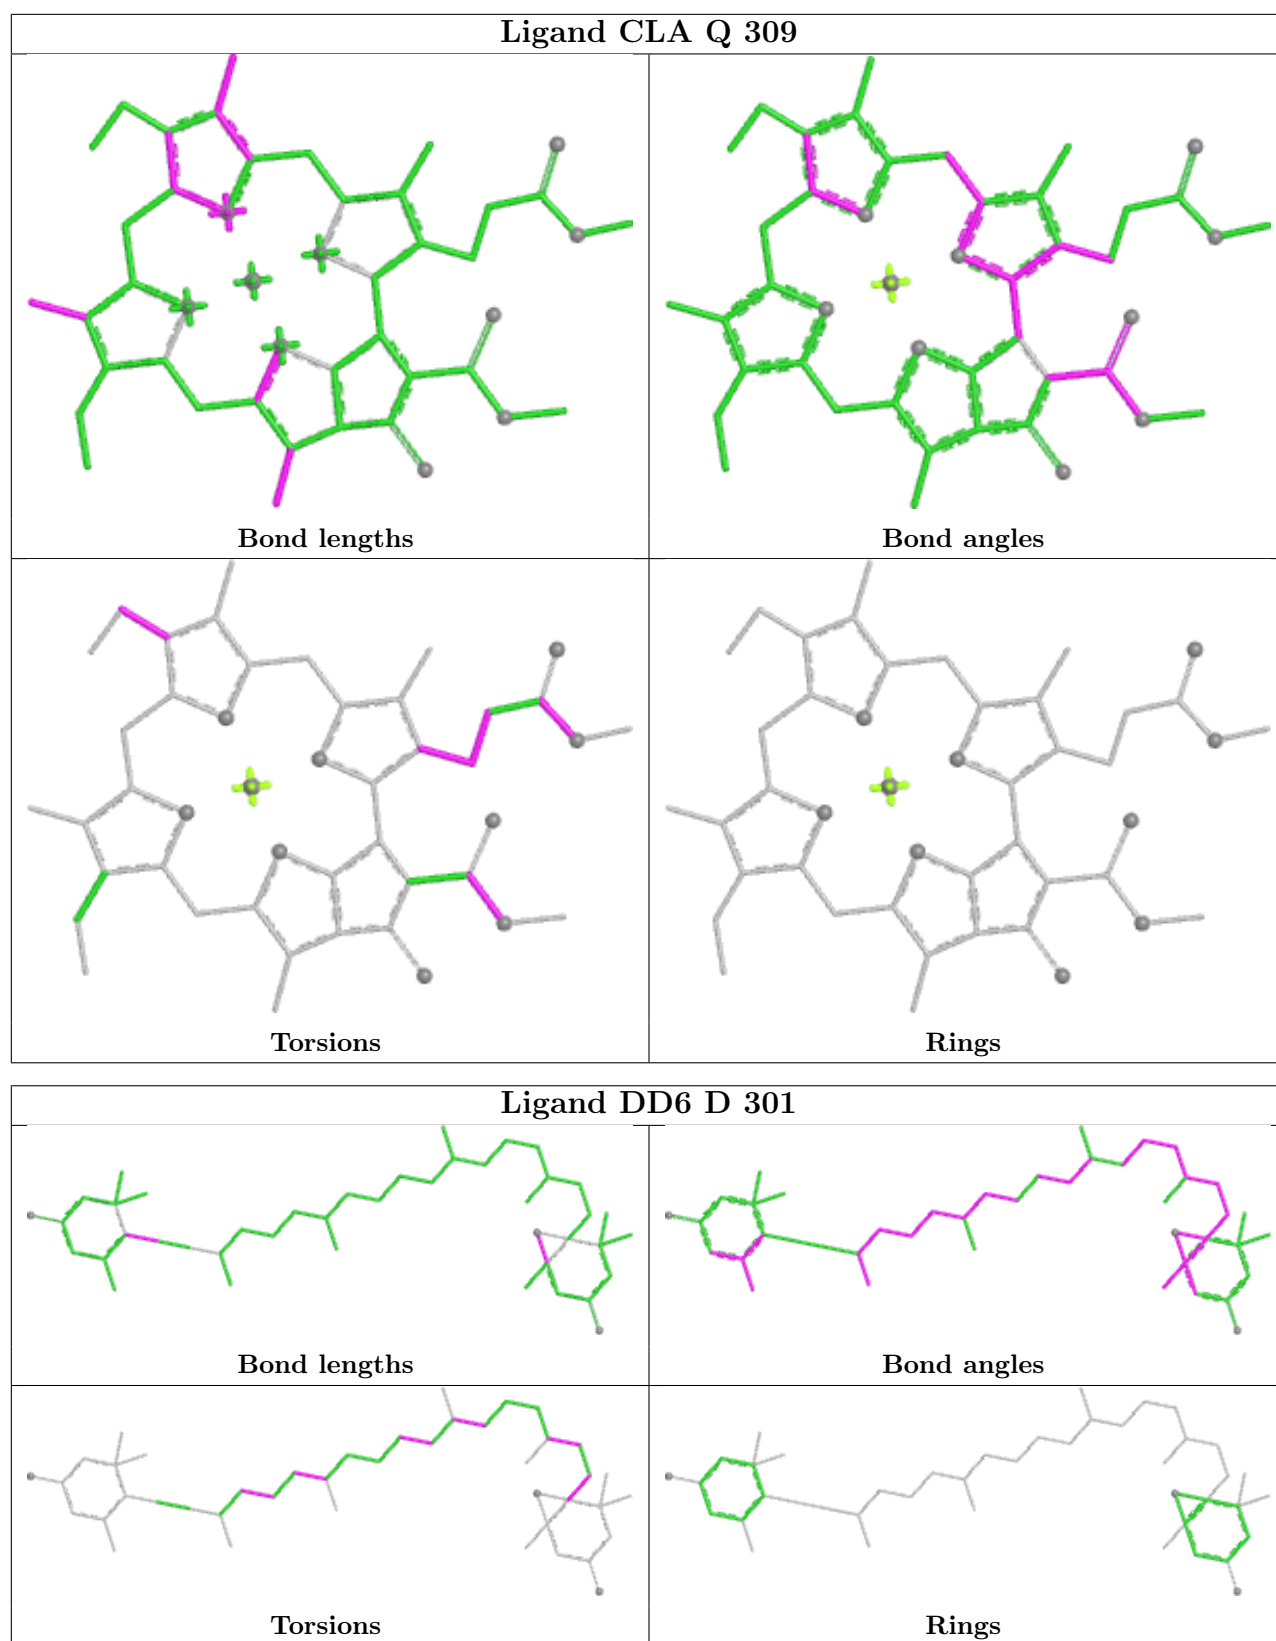 Ligand CLA Q 309
Bond lengths
Bond angles
Torsions
Rings
Ligand DD6 D 301
Bond lengths
Bond angles
Torsions
Rings